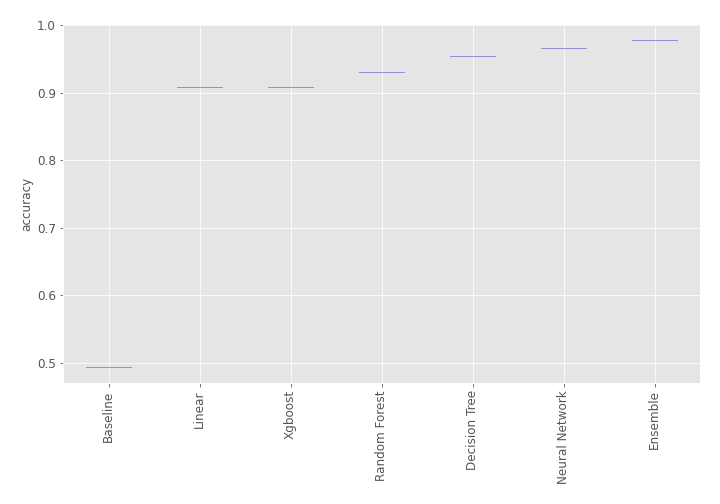 1.0
0.9
0.8
0.7
0.6
0.5
accuracy
Baseline
Linear
Xgboost
Random Forest
Decision Tree
Neural Network
Ensemble